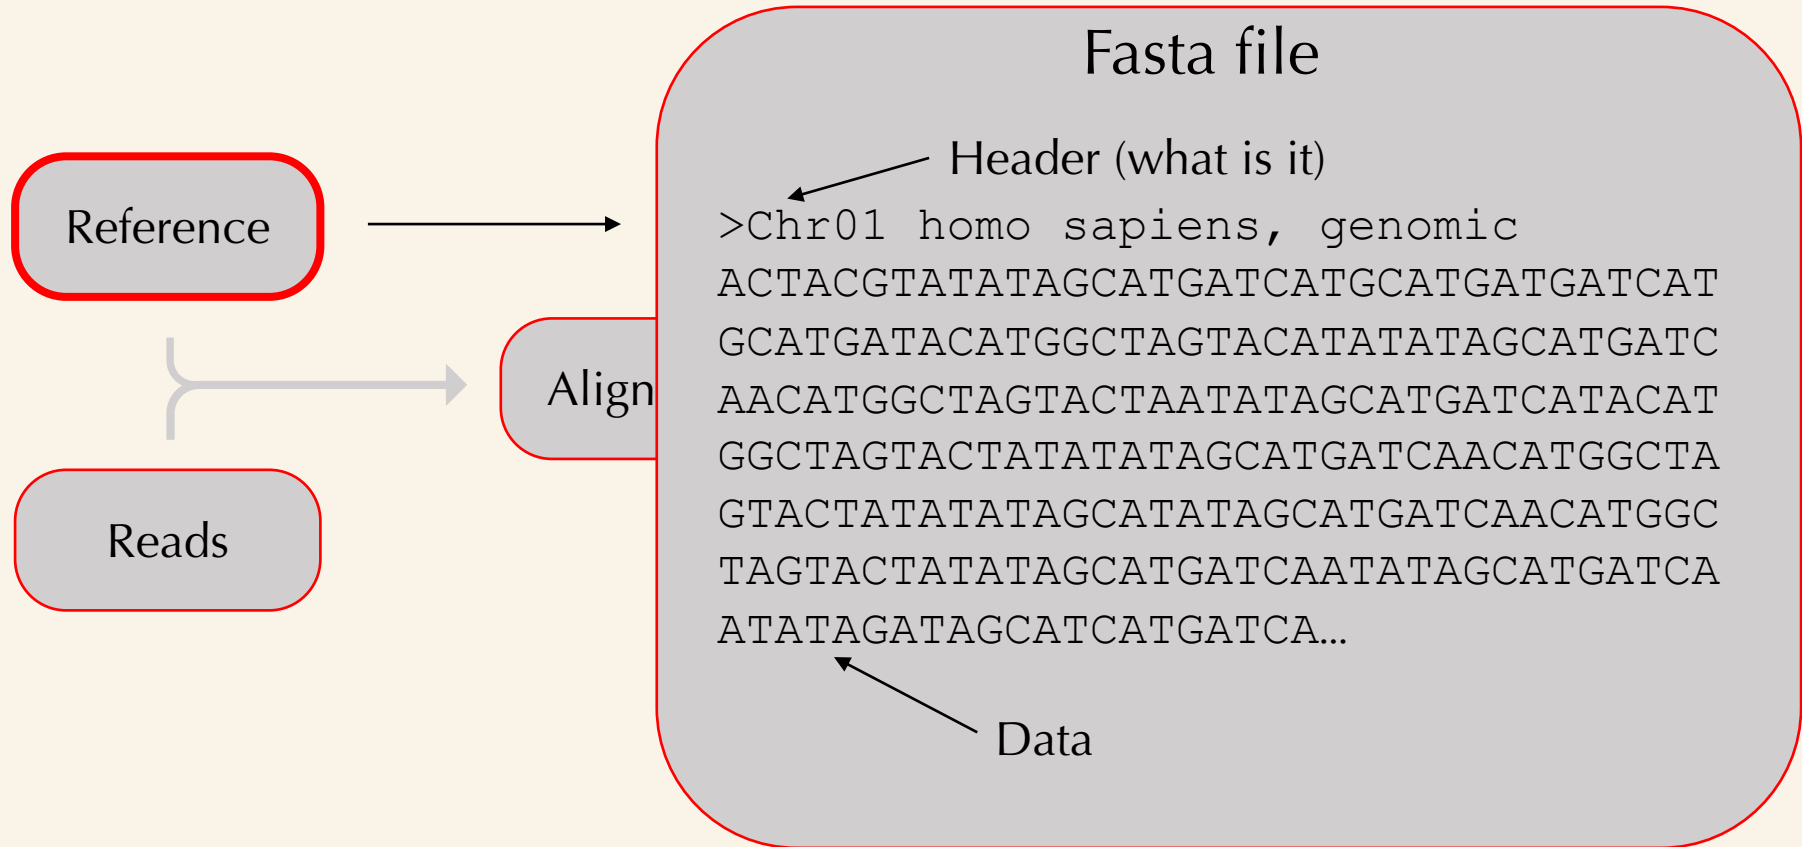 Fasta file
Header (what is it)
Reference
>Chr01 homo sapiens, genomic
ACTACGTATATAGCATGATCATGCATGATGATCAT
GCATGATACATGGCTAGTACATATATAGCATGATC
Align
AACATGGCTAGTACTAATATAGCATGATCATACAT
GGCTAGTACTATATATAGCATGATCAACATGGCTA
GTACTATATATAGCATATAGCATGATCAACATGGC
Reads
TAGTACTATATAGCATGATCAATATAGCATGATCA
ATATAGATAGCATCATGATCA…
Data